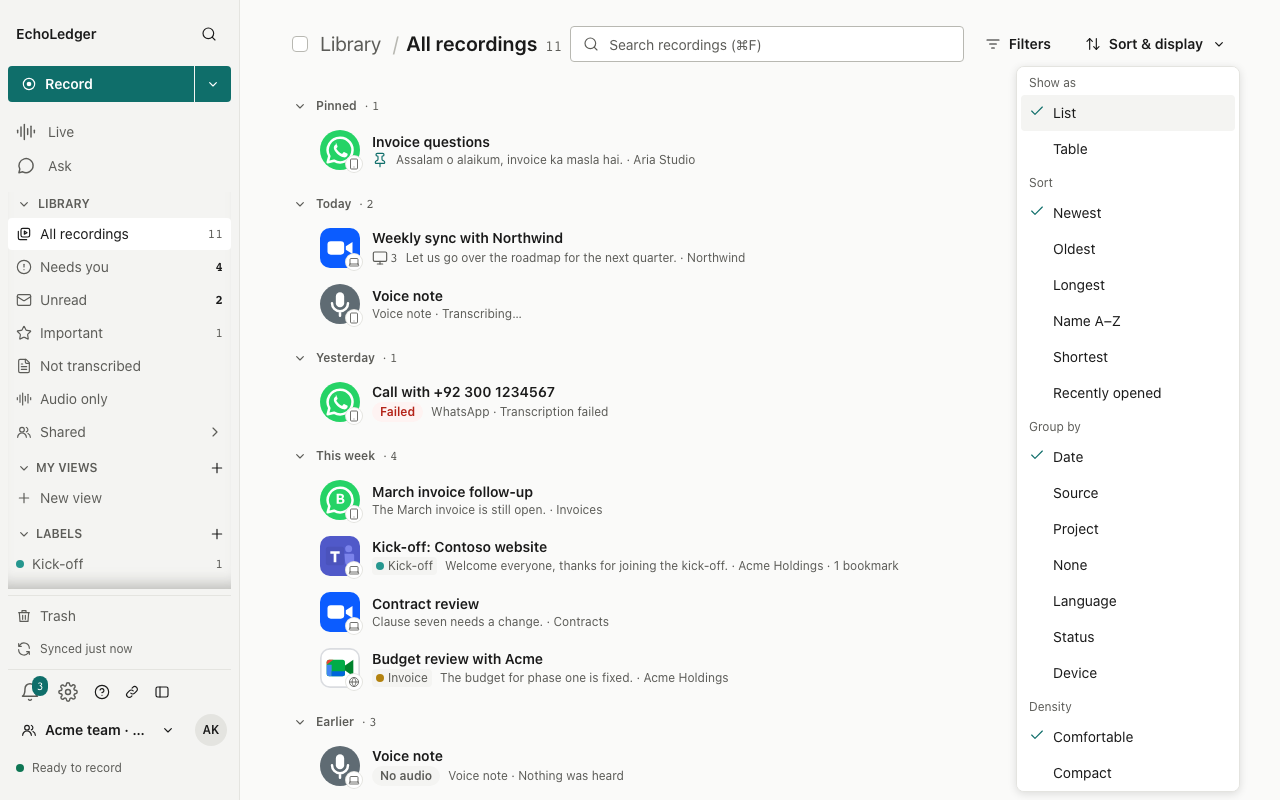 EchoLedger
Record
Live
Ask
LIBRARY
All recordings 11
Needs you 4
Unread 2
Important 1
Not transcribed
Audio only
Shared
MY VIEWS
New view
LABELS
Kick-off 1
Trash
Synced just now
3
Acme team · ... AK
Ready to record
Library / All recordings 11
Search recordings (⌘F)
Filters
Sort & display
Pinned · 1
Invoice questions
Assalam o alaikum, invoice ka masla hai. · Aria Studio
Today · 2
Weekly sync with Northwind
3 Let us go over the roadmap for the next quarter. · Northwind
Voice note
Voice note · Transcribing...
Yesterday · 1
Call with +92 300 1234567
Failed WhatsApp · Transcription failed
This week · 4
B
March invoice follow-up
The March invoice is still open. · Invoices
T
Kick-off: Contoso website
Kick-off Welcome everyone, thanks for joining the kick-off. · Acme Holdings · 1 bookmark
Contract review
Clause seven needs a change. · Contracts
Budget review with Acme
Invoice The budget for phase one is fixed. · Acme Holdings
Earlier · 3
Voice note
No audio Voice note · Nothing was heard
Show as
List
Table
Sort
Newest
Oldest
Longest
Name A–Z
Shortest
Recently opened
Group by
Date
Source
Project
None
Language
Status
Device
Density
Comfortable
Compact